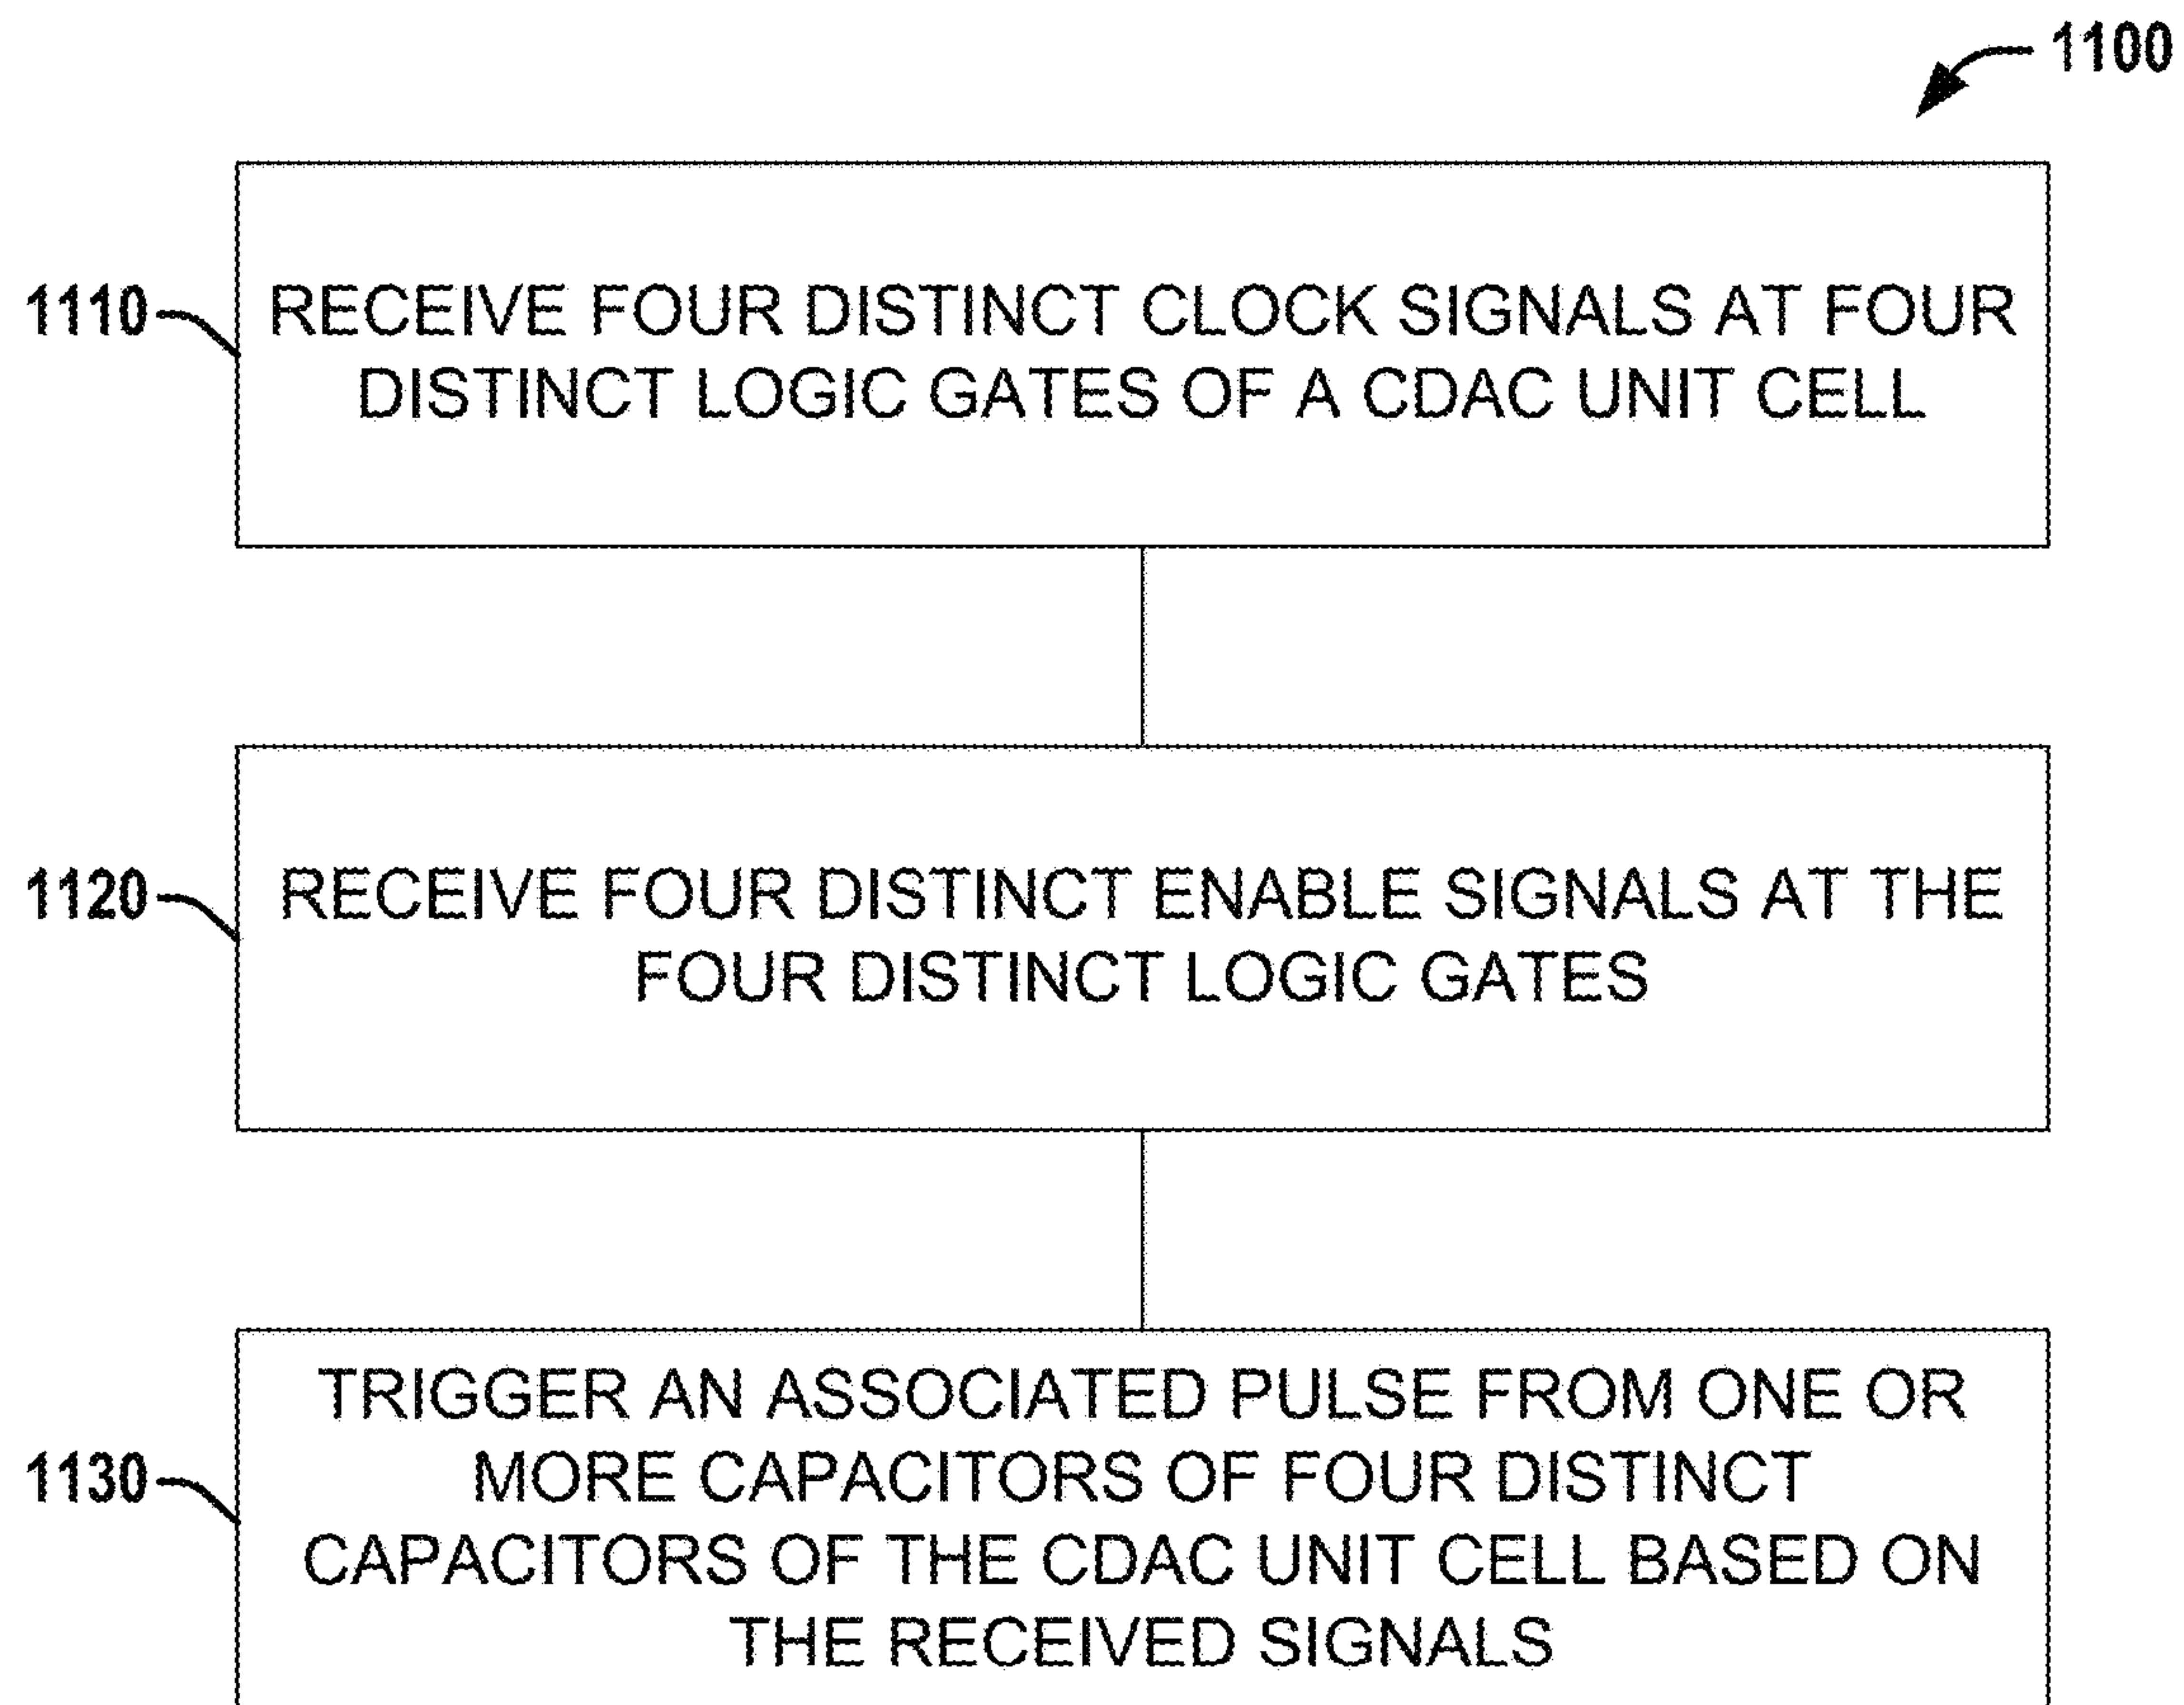 1100
1110
RECEIVE FOUR DISTINCT CLOCK SIGNALS AT FOUR
DISTINCT LOGIC GATES OF A CDAC UNIT CELL
1120
RECEIVE FOUR DISTINCT ENABLE SIGNALS AT THE
FOUR DISTINCT LOGIC GATES
1130
TRIGGER AN ASSOCIATED PULSE FROM ONE OR
MORE CAPACITORS OF FOUR DISTINCT
CAPACITORS OF THE CDAC UNIT CELL BASED ON
THE RECEIVED SIGNALS